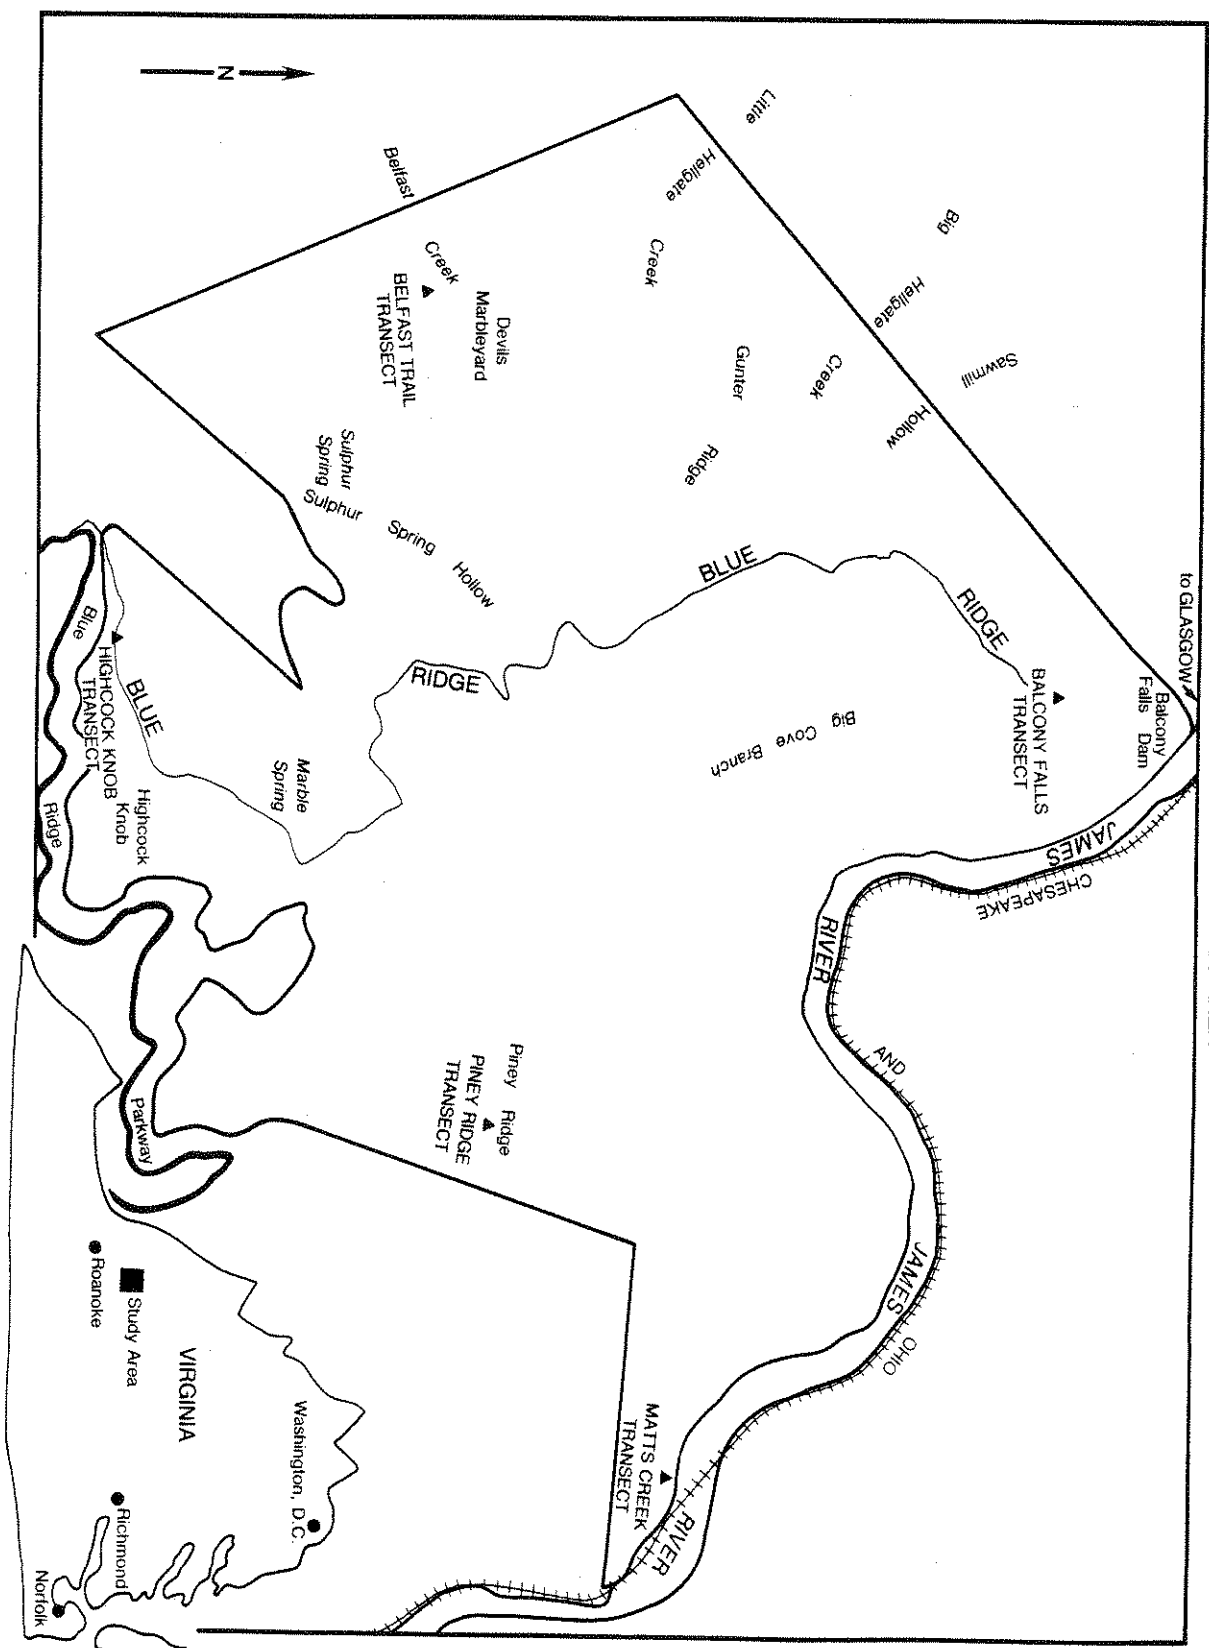 to GLASGOW
Balcony
Falls Dam
BALCONY FALLS
TRANSECT
Little
Hellgate
Creek
Big
Hellgate
Creek
Sawmill
Hollow
Gunter
Ridge
BLUE
RIDGE
Big Cove Branch
JAMES
RIVER
CHESAPEAKE
AND
OHIO
JAMES
RIVER
MATTS CREEK
TRANSECT
Belfast
Creek
Devils
Marbleyard
BELFAST TRAIL
TRANSECT
Sulphur
Spring
Sulphur Spring Hollow
RIDGE
BLUE
Marble
Spring
Piney Ridge
PINEY RIDGE
TRANSECT
HIGHCOCK KNOB
TRANSECT
Highcock
Knob
Blue
Ridge
Parkway
N
Washington, D.C.
VIRGINIA
Study Area
Roanoke
Richmond
Norfolk